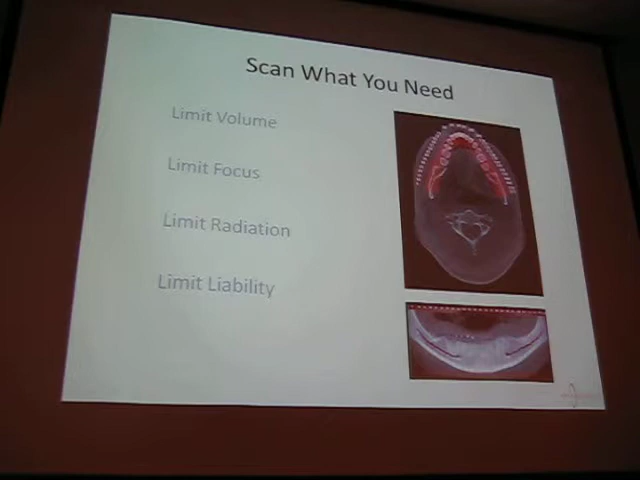 Scan What You Need
Limit Volume
Limit Focus
Limit Radiation
Limit Liability